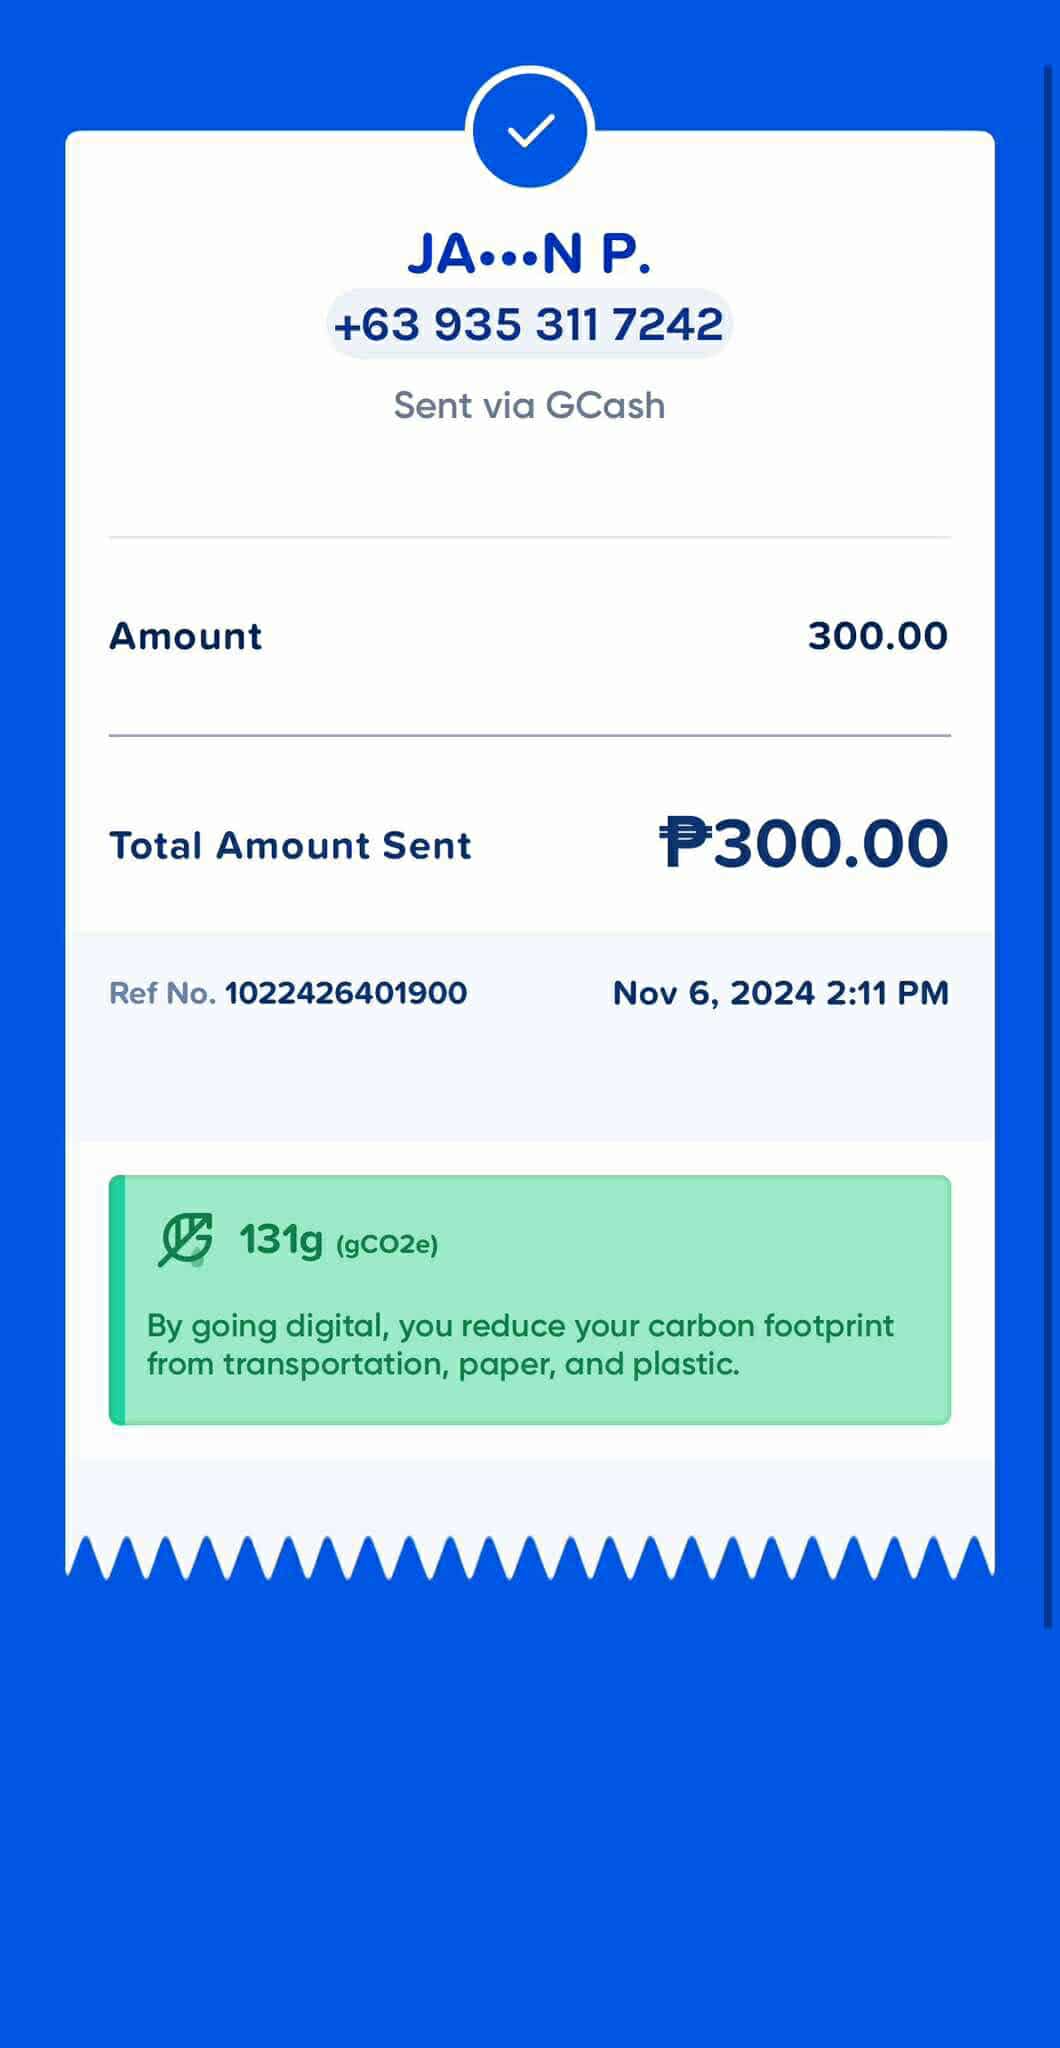 JA•••N P.
+63 935 311 7242
Sent via GCash
Amount 300.00
Total Amount Sent ₱300.00
Ref No. 1022426401900 Nov 6, 2024 2:11 PM
131g (gCO2e)
By going digital, you reduce your carbon footprint
from transportation, paper, and plastic.